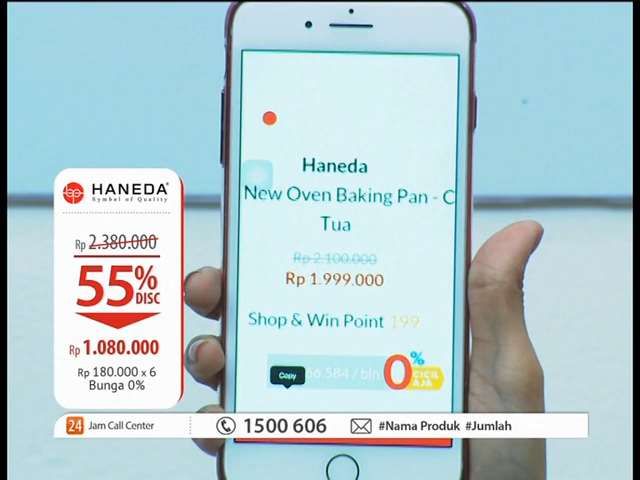 Haneda
New Oven Baking Pan - C
Tua
Rp 2.100.000
Rp 1.999.000
Shop & Win Point 199
Copy
56.584 / bln
0%
CICIL
AJA
HANEDA®
Symbol of Quality
Rp 2.380.000
55%
DISC
Rp 1.080.000
Rp 180.000 x 6
Bunga 0%
24 Jam Call Center
1500 606
#Nama Produk #Jumlah